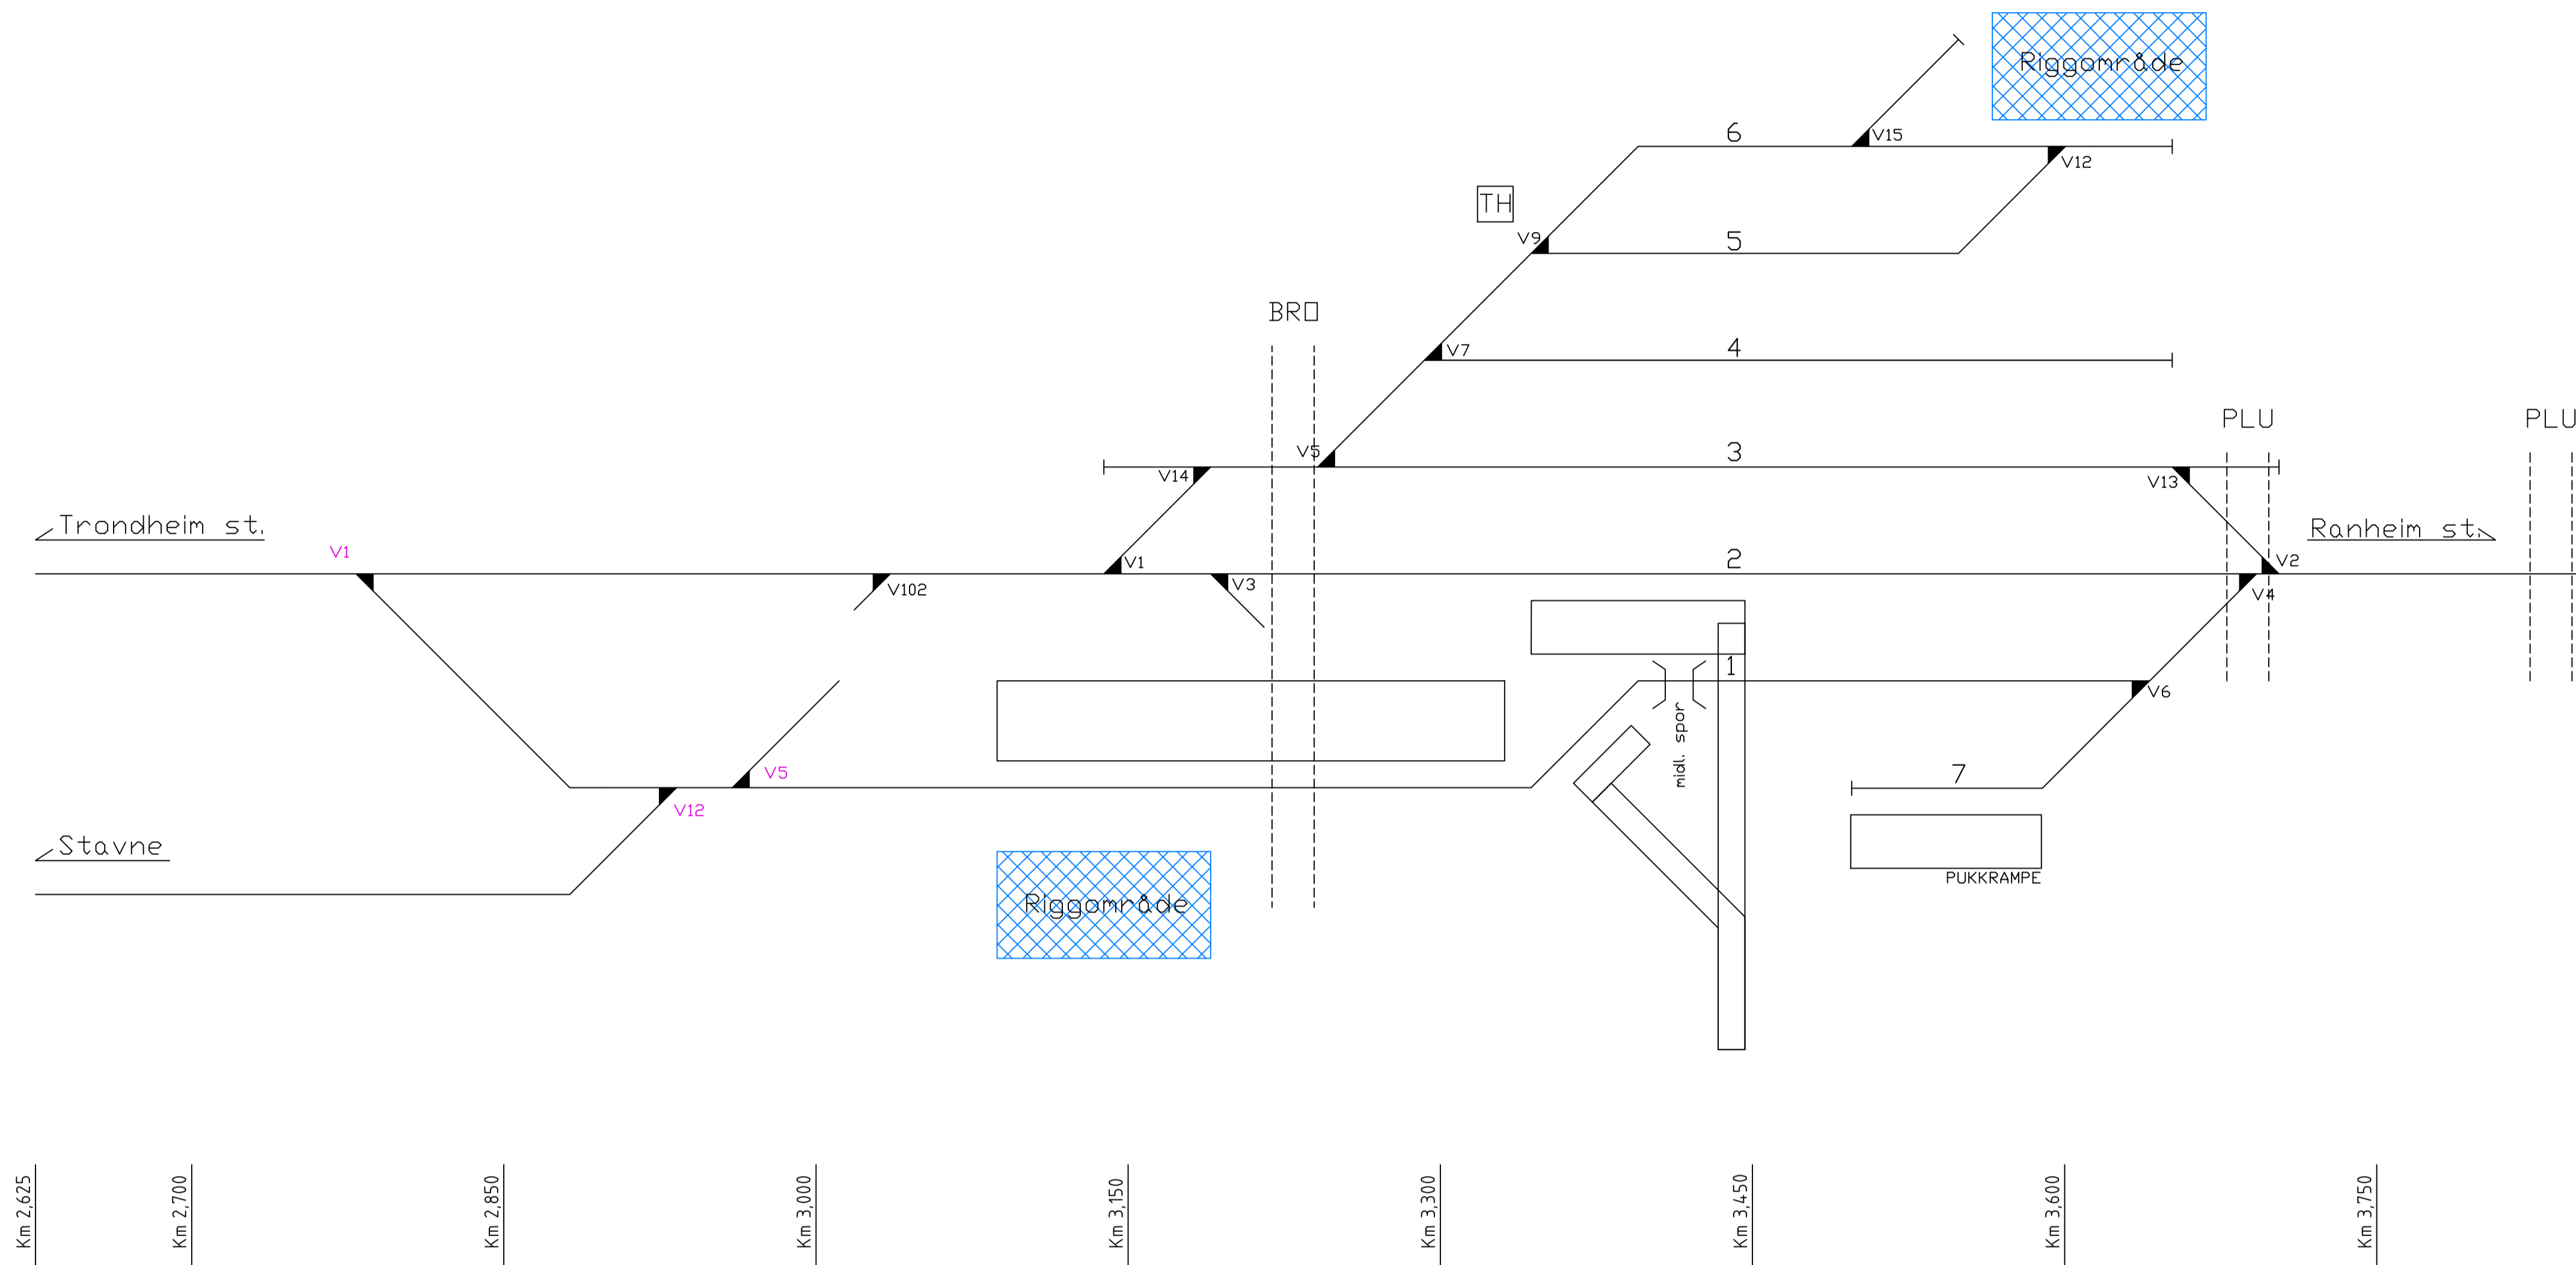 Riggområde
6
V15
V12
TH
V9
5
BRO
V7
4
PLU
PLU
V5
3
V14
V13
Trondheim st.
Ranheim st.
V1
V1
2
V2
V102
V3
V4
1
V6
midl. spor
V5
7
V12
Stavne
PUKKRAMPE
Riggområde
Km 2,625
Km 2,700
Km 2,850
Km 3,000
Km 3,150
Km 3,300
Km 3,450
Km 3,600
Km 3,750